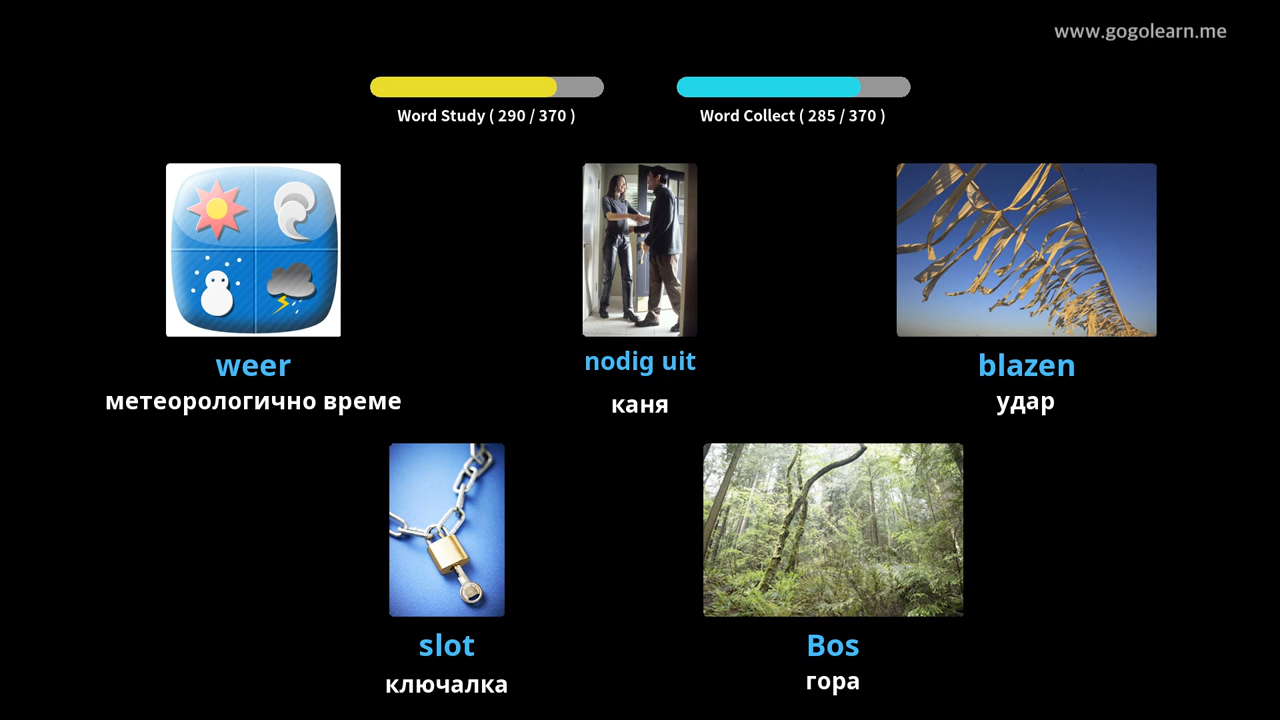 www.gogolearn.me
Word Study ( 290 / 370 )
Word Collect ( 285 / 370 )
weer
метеорологично време
nodig uit
каня
blazen
удар
slot
ключалка
Bos
гора